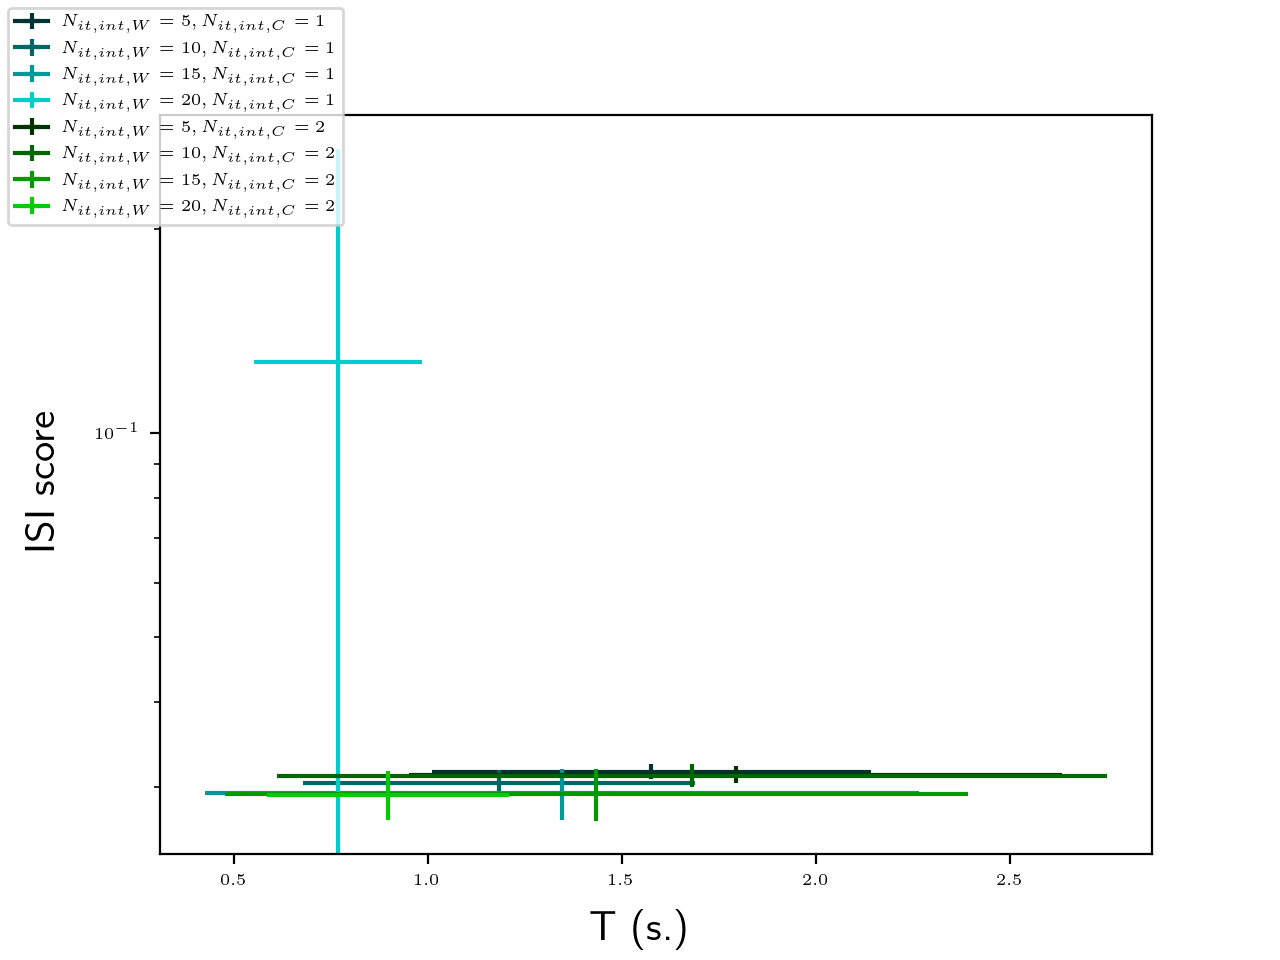 N_{it,int,W} = 5, N_{it,int,C} = 1
N_{it,int,W} = 10, N_{it,int,C} = 1
N_{it,int,W} = 15, N_{it,int,C} = 1
N_{it,int,W} = 20, N_{it,int,C} = 1
N_{it,int,W} = 5, N_{it,int,C} = 2
N_{it,int,W} = 10, N_{it,int,C} = 2
N_{it,int,W} = 15, N_{it,int,C} = 2
N_{it,int,W} = 20, N_{it,int,C} = 2
ISI score
10^{-1}
0.5 1.0 1.5 2.0 2.5
T (s.)